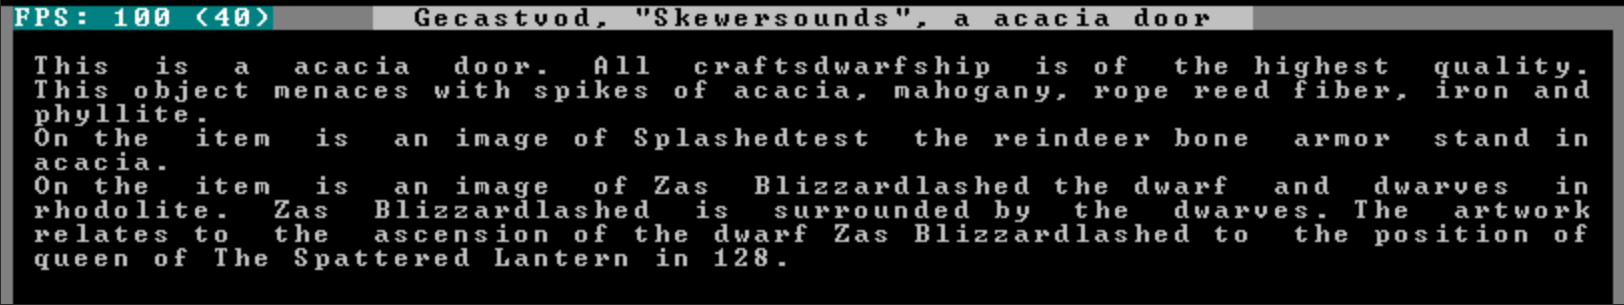 FPS: 100 (40) Gecastvod, "Skewersounds", a acacia door
This is a acacia door. All craftsdwarfship is of the highest quality.
This object menaces with spikes of acacia, mahogany, rope reed fiber, iron and
phyllite.
On the item is an image of Splashedtest the reindeer bone armor stand in
acacia.
On the item is an image of Zas Blizzardlashed the dwarf and dwarves in
rhodolite. Zas Blizzardlashed is surrounded by the dwarves. The artwork
relates to the ascension of the dwarf Zas Blizzardlashed to the position of
queen of The Spattered Lantern in 128.